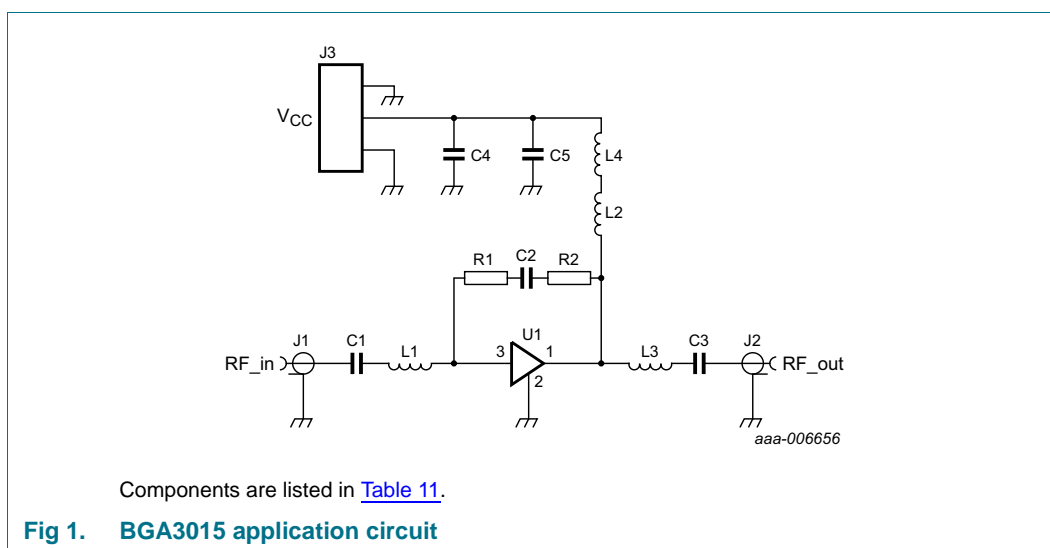 J3
VCC
C4
C5
L4
L2
R1
C2
R2
RF_in
J1
C1
L1
3
U1
1
2
L3
C3
J2
RF_out
aaa-006656
Components are listed in Table 11.
Fig 1. BGA3015 application circuit